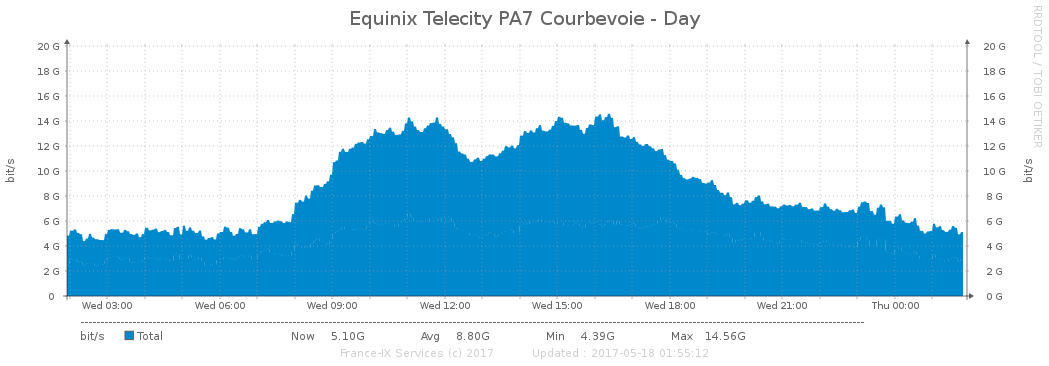 Equinix Telecity PA7 Courbevoie - Day
RRDTOOL / TOBI OETIKER
20 G 20 G
18 G 18 G
16 G 16 G
14 G 14 G
12 G 12 G
10 G 10 G
8 G 8 G
6 G 6 G
4 G 4 G
2 G 2 G
0 0 G
bit/s bit/s
Wed 03:00 Wed 06:00 Wed 09:00 Wed 12:00 Wed 15:00 Wed 18:00 Wed 21:00 Thu 00:00
bit/s Total Now 5.10G Avg 8.80G Min 4.39G Max 14.56G
France-IX Services (c) 2017 Updated : 2017-05-18 01:55:12